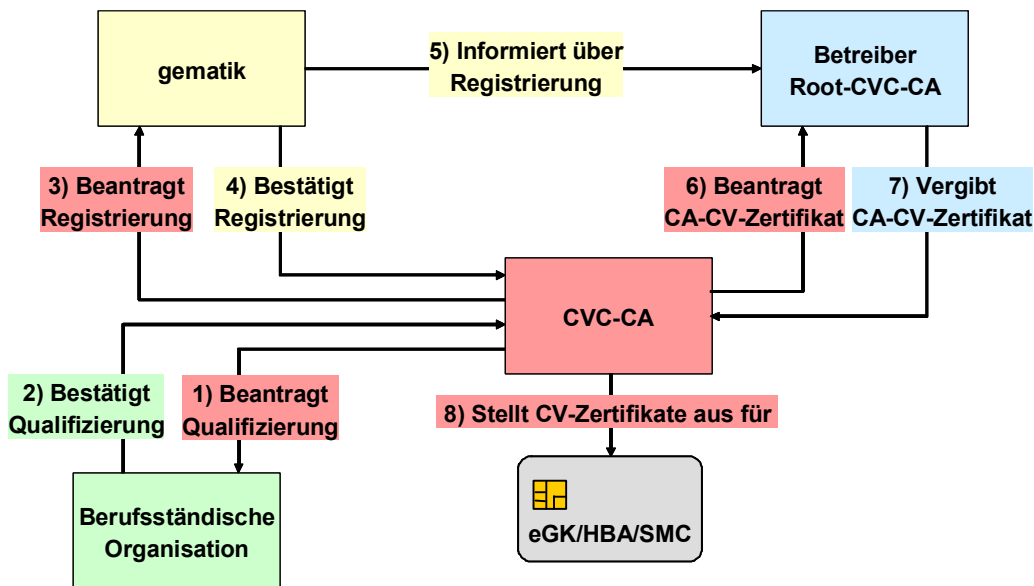 gematik
5) Informiert über
Registrierung
Betreiber
Root-CVC-CA
3) Beantragt
Registrierung
4) Bestätigt
Registrierung
6) Beantragt
CA-CV-Zertifikat
7) Vergibt
CA-CV-Zertifikat
CVC-CA
2) Bestätigt
Qualifizierung
1) Beantragt
Qualifizierung
8) Stellt CV-Zertifikate aus für
Berufsständische
Organisation
eGK/HBA/SMC